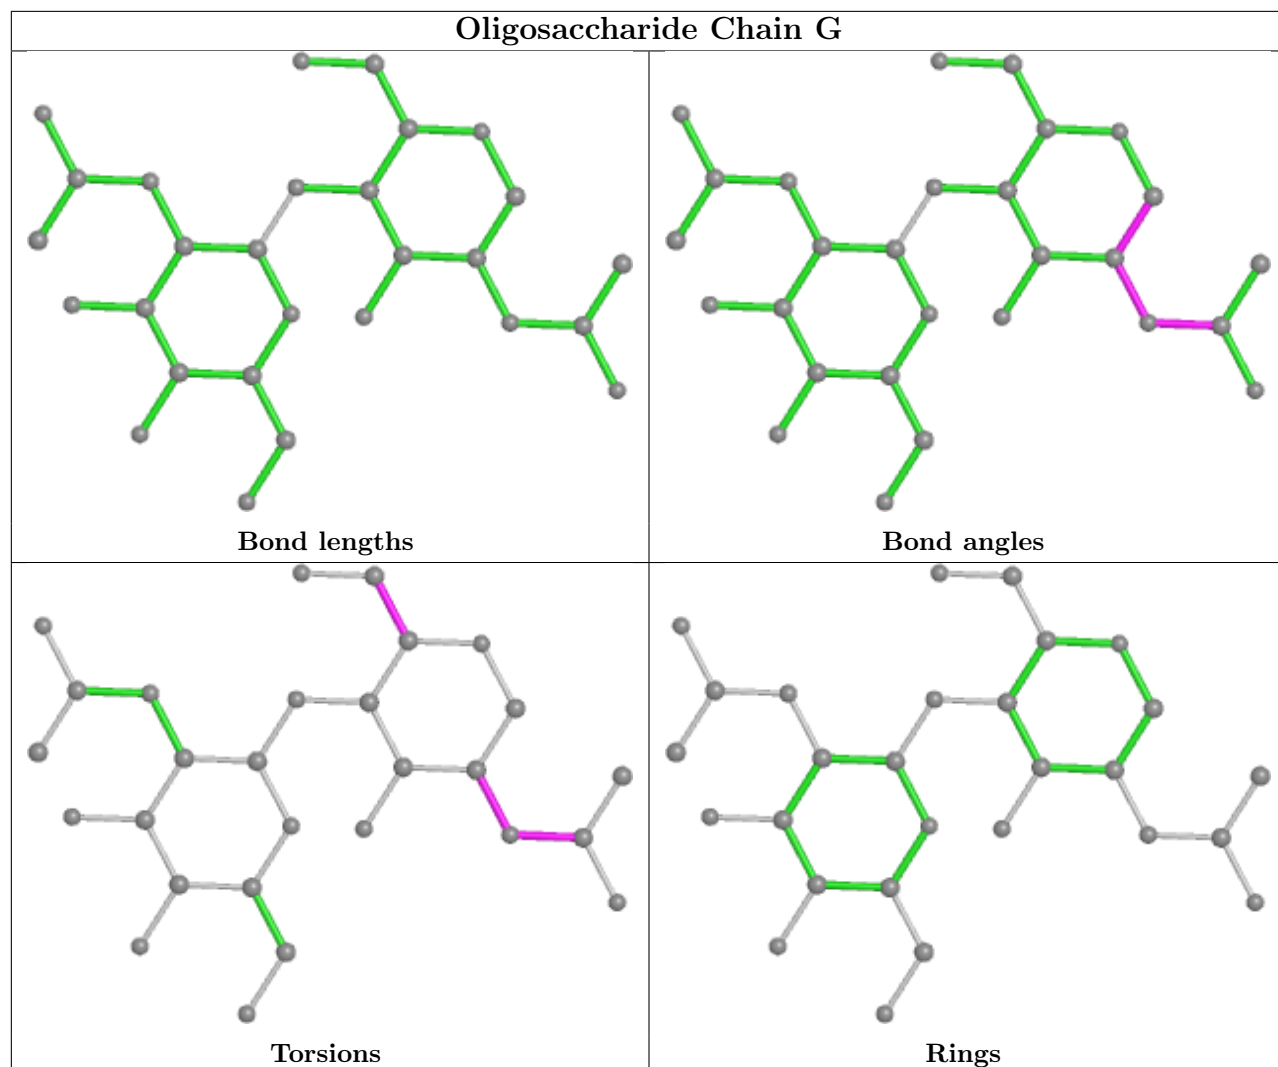 Oligosaccharide Chain G
Bond lengths
Bond angles
Torsions
Rings